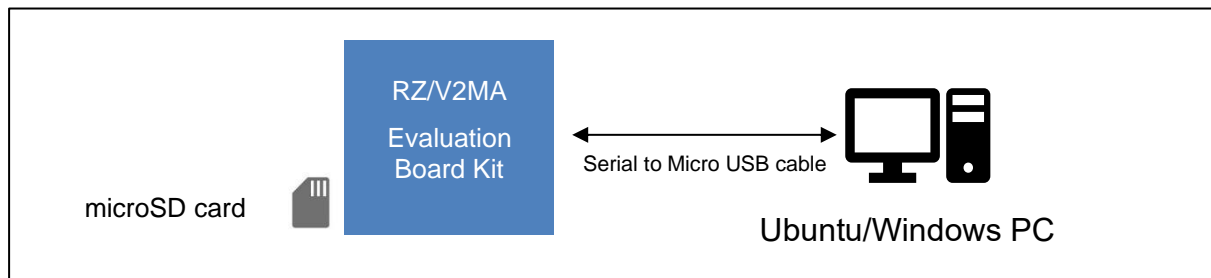 RZ/V2MA
Evaluation
Board Kit
Serial to Micro USB cable
microSD card
Ubuntu/Windows PC